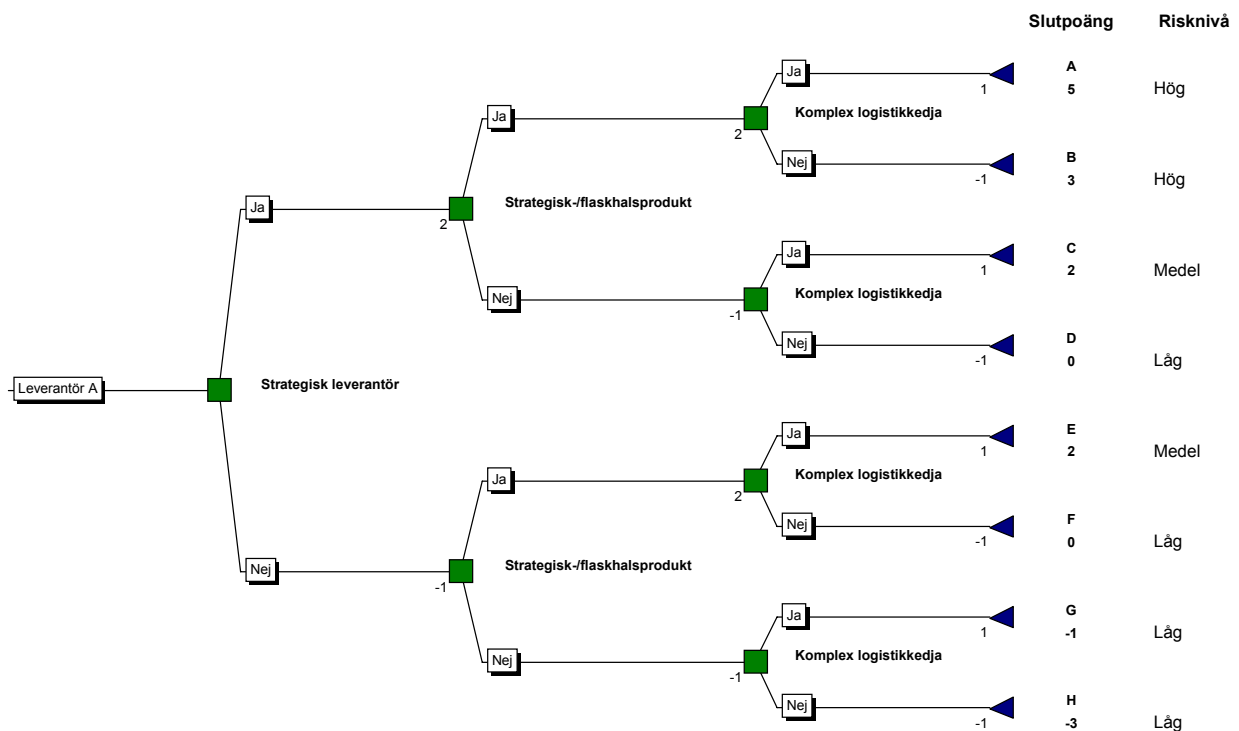 Slutpoäng Risknivå
Ja A
1 5 Hög
Ja Komplex logistikkedja
2
Nej B
-1 3 Hög
Ja Strategisk-/flaskhalsprodukt
2
Ja C
1 2 Medel
Nej Komplex logistikkedja
-1
Nej D
-1 0 Låg
Leverantör A Strategisk leverantör
Ja E
1 2 Medel
Ja Komplex logistikkedja
2
Nej F
-1 0 Låg
Nej Strategisk-/flaskhalsprodukt
-1
Ja G
1 -1 Låg
Nej Komplex logistikkedja
-1
Nej H
-1 -3 Låg